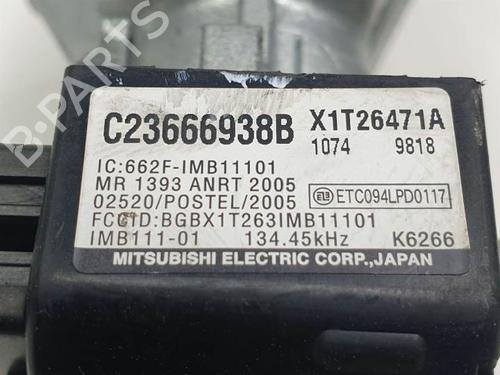 B-PARTS
C23666938B X1T26471A
1074 9818
IC:662F-IMB11101
MR 1393 ANRT 2005
02520/POSTEL/2005 ETC094LPD0117
FCCID:BGBX1T263IMB11101
IMB111-01 134.45kHz K6266
MITSUBISHI ELECTRIC CORP.,JAPAN